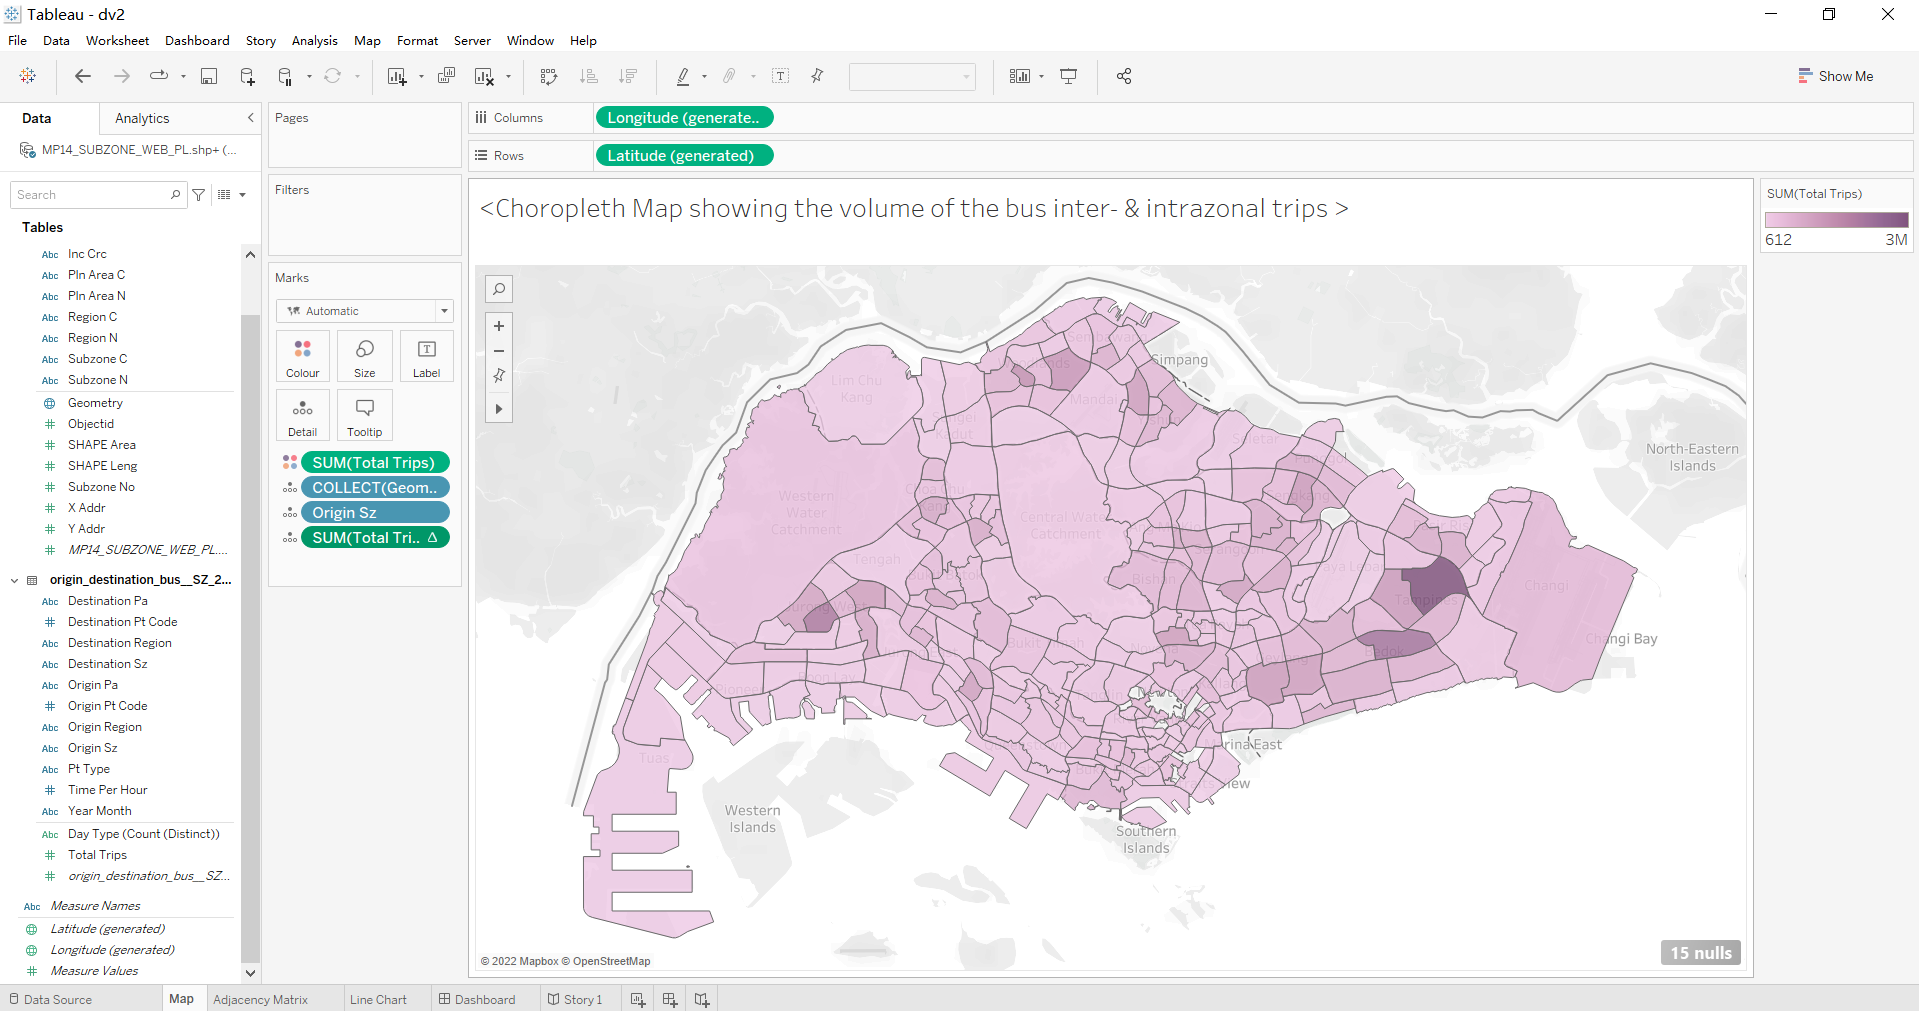 Tableau - dv2
File Data Worksheet Dashboard Story Analysis Map Format Server Window Help
Show Me
Data Analytics
MP14_SUBZONE_WEB_PL.shp+ (...
Search
Tables
Abc Inc Crc
Abc Pln Area C
Abc Pln Area N
Abc Region C
Abc Region N
Abc Subzone C
Abc Subzone N
Geometry
# Objectid
# SHAPE Area
# SHAPE Leng
# Subzone No
# X Addr
# Y Addr
# MP14_SUBZONE_WEB_PL....
origin_destination_bus__SZ_2...
Abc Destination Pa
# Destination Pt Code
Abc Destination Region
Abc Destination Sz
Abc Origin Pa
# Origin Pt Code
Abc Origin Region
Abc Origin Sz
Abc Pt Type
# Time Per Hour
Abc Year Month
Abc Day Type (Count (Distinct))
# Total Trips
# origin_destination_bus__SZ...
Abc Measure Names
Latitude (generated)
Longitude (generated)
# Measure Values
Pages
Filters
Marks
Automatic
Colour Size Label
Detail Tooltip
SUM(Total Trips)
COLLECT(Geom..
Origin Sz
SUM(Total Tri.. Δ
Columns Longitude (generate..
Rows Latitude (generated)
<Choropleth Map showing the volume of the bus inter- & intrazonal trips >
SUM(Total Trips)
612 3M
Simpang
Lim Chu
Kang
Mandai
North-Eastern
Islands
Western
Water
Catchment
Central Water
Catchment
Tengah
Bishan
Changi
Tampines
Changi Bay
Bedok
Newton
Tuas
Marina East
Western
Islands
Southern
Islands
© 2022 Mapbox © OpenStreetMap
15 nulls
Data Source Map Adjacency Matrix Line Chart Dashboard Story 1